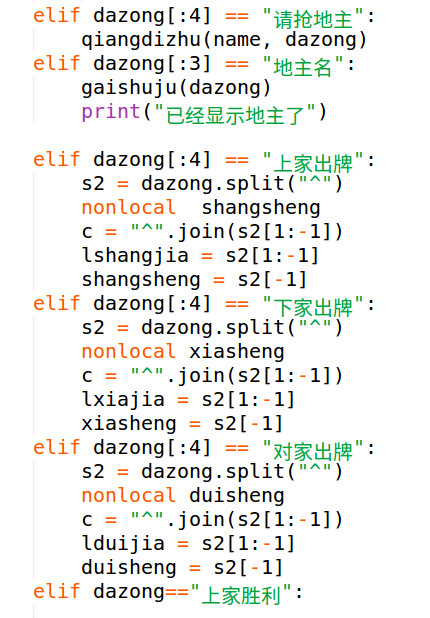 elif dazong[:4] == "请抢地主":
    qiangdizhu(name, dazong)
elif dazong[:3] == "地主名":
    gaishuju(dazong)
    print("已经显示地主了")

elif dazong[:4] == "上家出牌":
    s2 = dazong.split("^")
    nonlocal  shangsheng
    c = "^".join(s2[1:-1])
    lshangjia = s2[1:-1]
    shangsheng = s2[-1]
elif dazong[:4] == "下家出牌":
    s2 = dazong.split("^")
    nonlocal xiasheng
    c = "^".join(s2[1:-1])
    lxiajia = s2[1:-1]
    xiasheng = s2[-1]
elif dazong[:4] == "对家出牌":
    s2 = dazong.split("^")
    nonlocal duisheng
    c = "^".join(s2[1:-1])
    lduijia = s2[1:-1]
    duisheng = s2[-1]
elif dazong=="上家胜利":